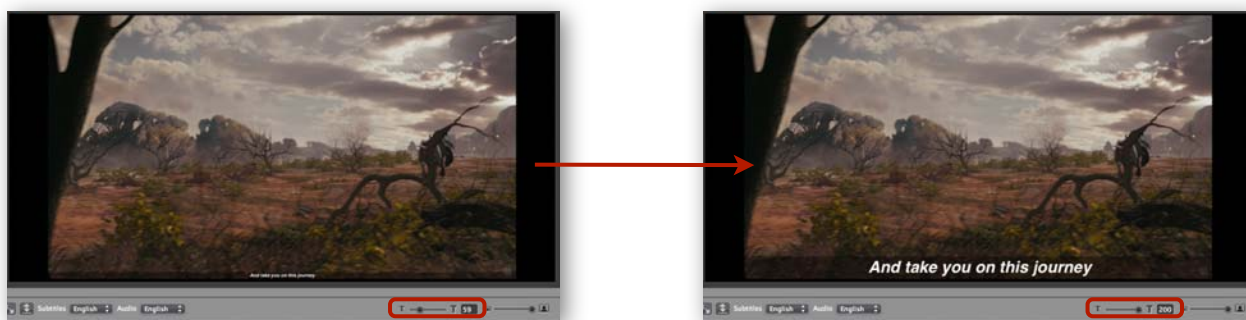 And take you on this journey
Subtitles English Audio English T T 59
And take you on this journey
Subtitles English Audio English T T 200